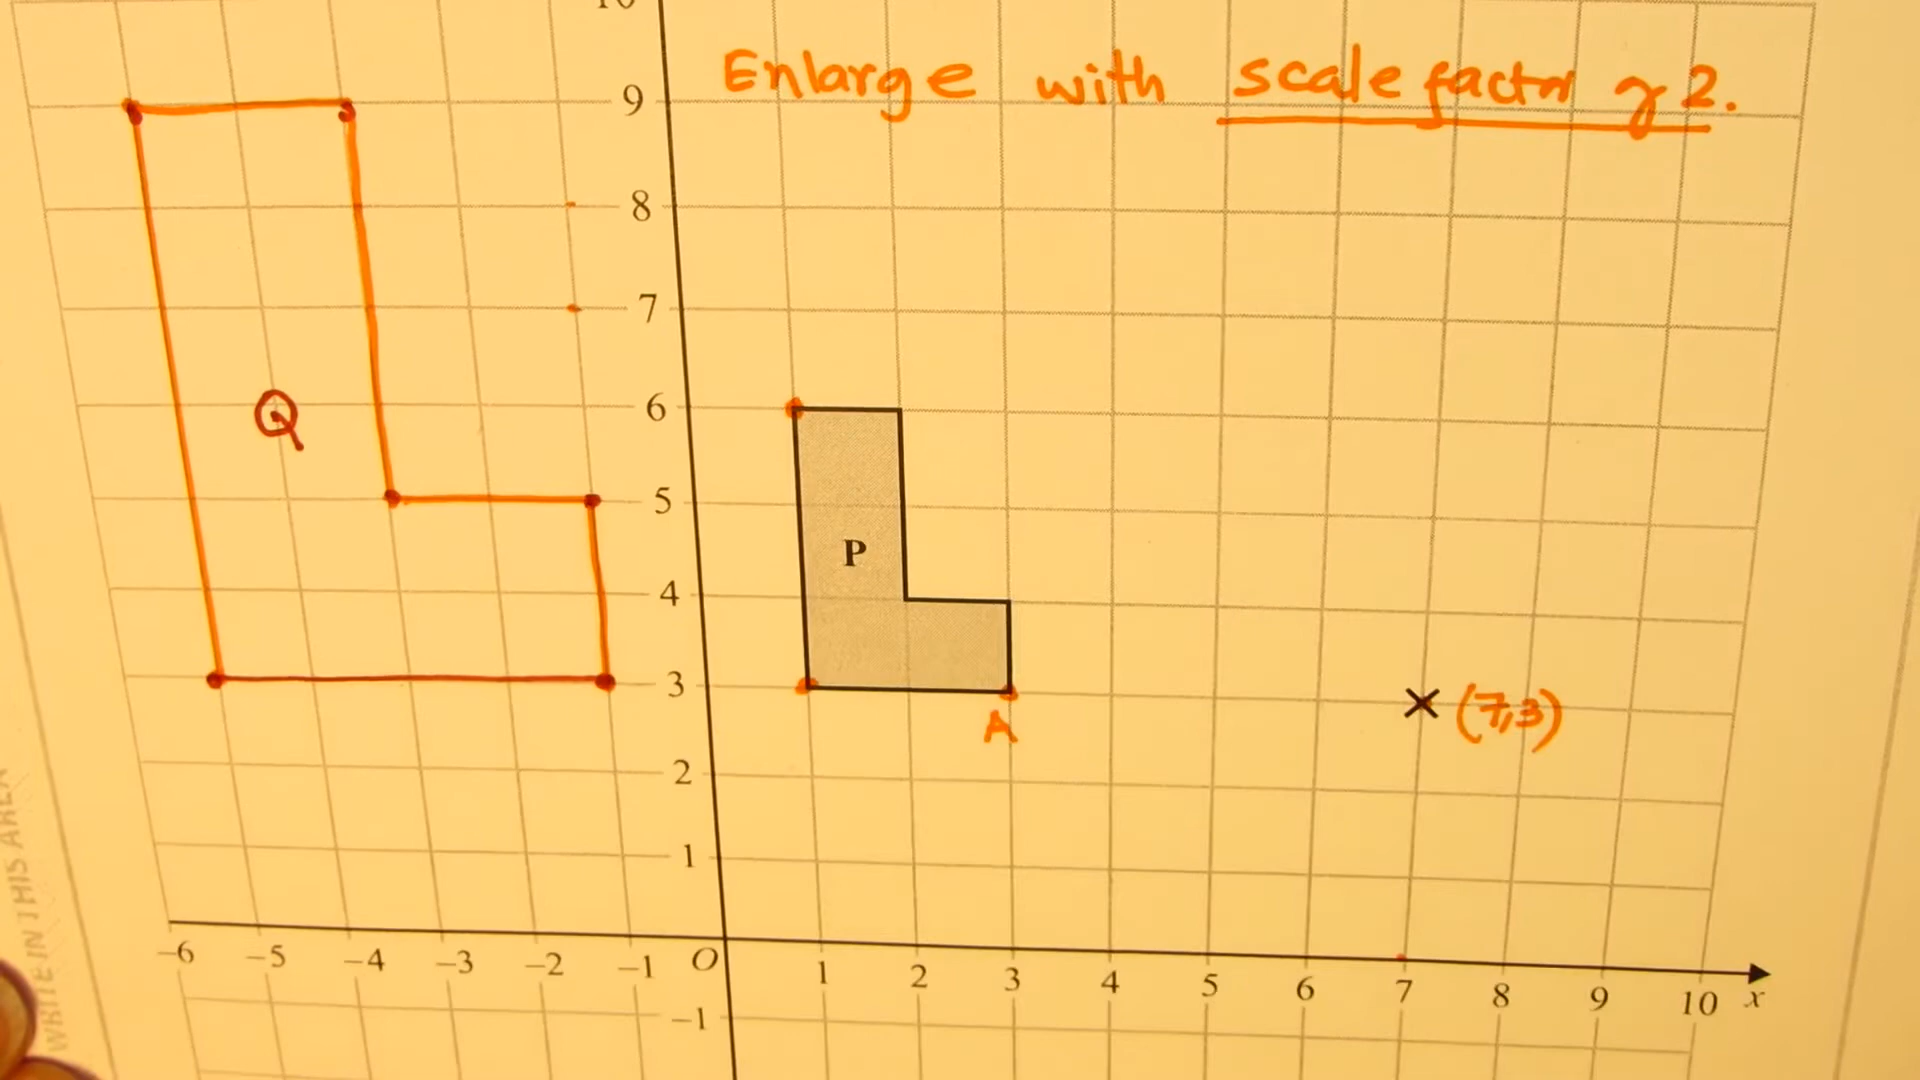 10
Enlarge with scale factor of 2.
9
8
7
6
Q
5
P
4
3
(7,3)
A
2
1
-6 -5 -4 -3 -2 -1 O 1 2 3 4 5 6 7 8 9 10 x
-1
WRITE IN THIS AREA